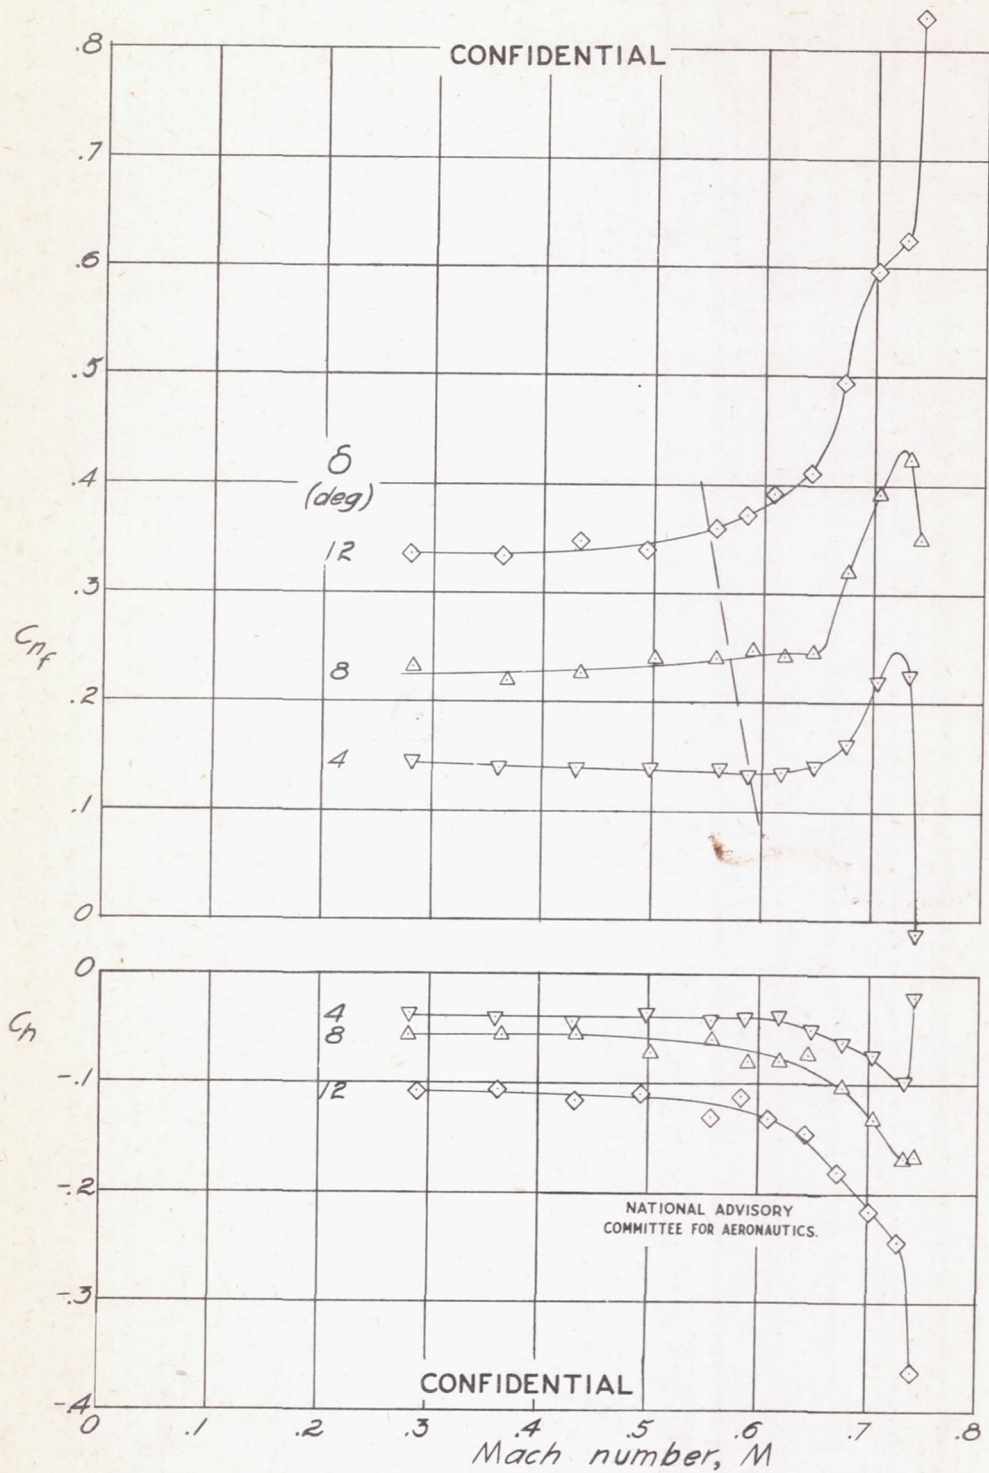 CONFIDENTIAL
.8
.7
.6
.5
.4
.3
.2
.1
0
δ
(deg)
12
8
4
Cnf
0
-.1
-.2
-.3
-.4
Ch
4
8
12
NATIONAL ADVISORY
COMMITTEE FOR AERONAUTICS.
CONFIDENTIAL
0 .1 .2 .3 .4 .5 .6 .7 .8
Mach number, M